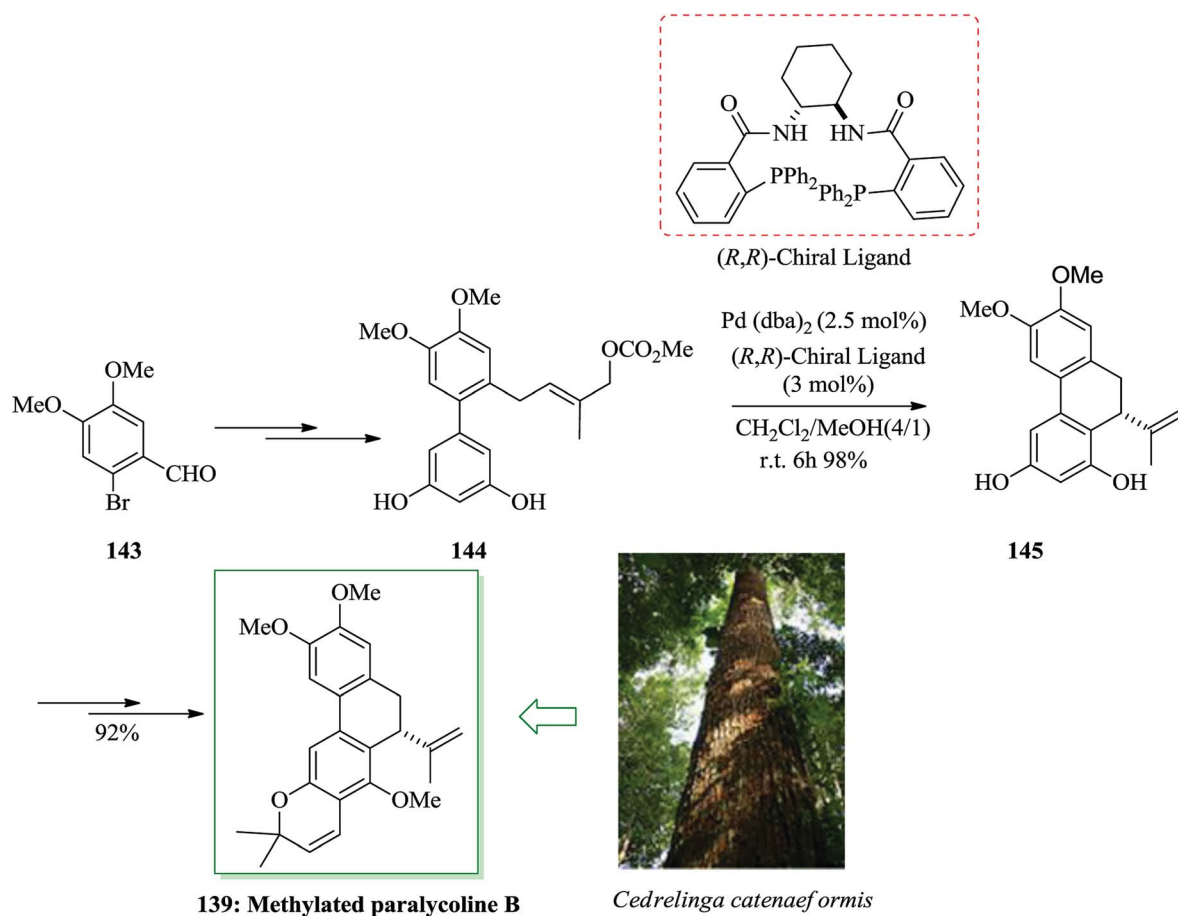 O
NH
HN
O
PPh2
Ph2P
(R,R)-Chiral Ligand
OMe
MeO
OCO2Me
HO
OH
144
OMe
MeO
CHO
Br
143
Pd (dba)2 (2.5 mol%)
(R,R)-Chiral Ligand
(3 mol%)
CH2Cl2/MeOH(4/1)
r.t. 6h 98%
OMe
MeO
HO
OH
145
92%
OMe
MeO
O
OMe
139: Methylated paralycoline B
Cedrelinga catenaeformis